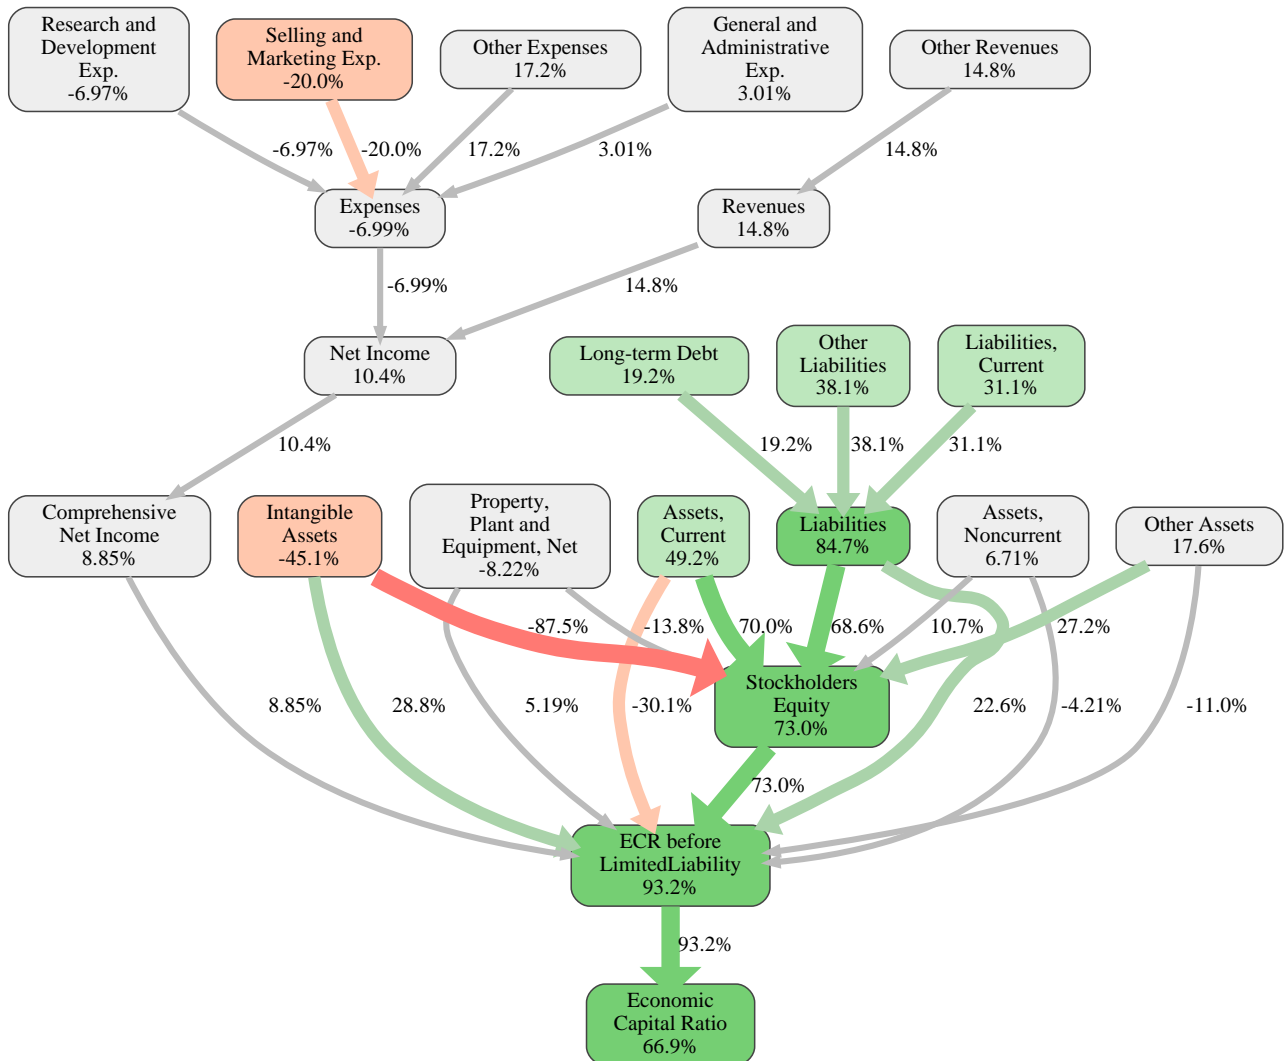 Research and
Development
Exp.
-6.97%
Selling and
Marketing Exp.
-20.0%
Other Expenses
17.2%
General and
Administrative
Exp.
3.01%
Other Revenues
14.8%
-6.97%
-20.0%
17.2%
3.01%
14.8%
Expenses
-6.99%
Revenues
14.8%
-6.99%
14.8%
Net Income
10.4%
Long-term Debt
19.2%
Other
Liabilities
38.1%
Liabilities,
Current
31.1%
10.4%
19.2%
38.1%
31.1%
Comprehensive
Net Income
8.85%
Intangible
Assets
-45.1%
Property,
Plant and
Equipment, Net
-8.22%
Assets,
Current
49.2%
Liabilities
84.7%
Assets,
Noncurrent
6.71%
Other Assets
17.6%
-87.5%
-13.8%
70.0%
68.6%
10.7%
27.2%
Stockholders
Equity
73.0%
8.85%
28.8%
5.19%
-30.1%
22.6%
-4.21%
-11.0%
73.0%
ECR before
LimitedLiability
93.2%
93.2%
Economic
Capital Ratio
66.9%